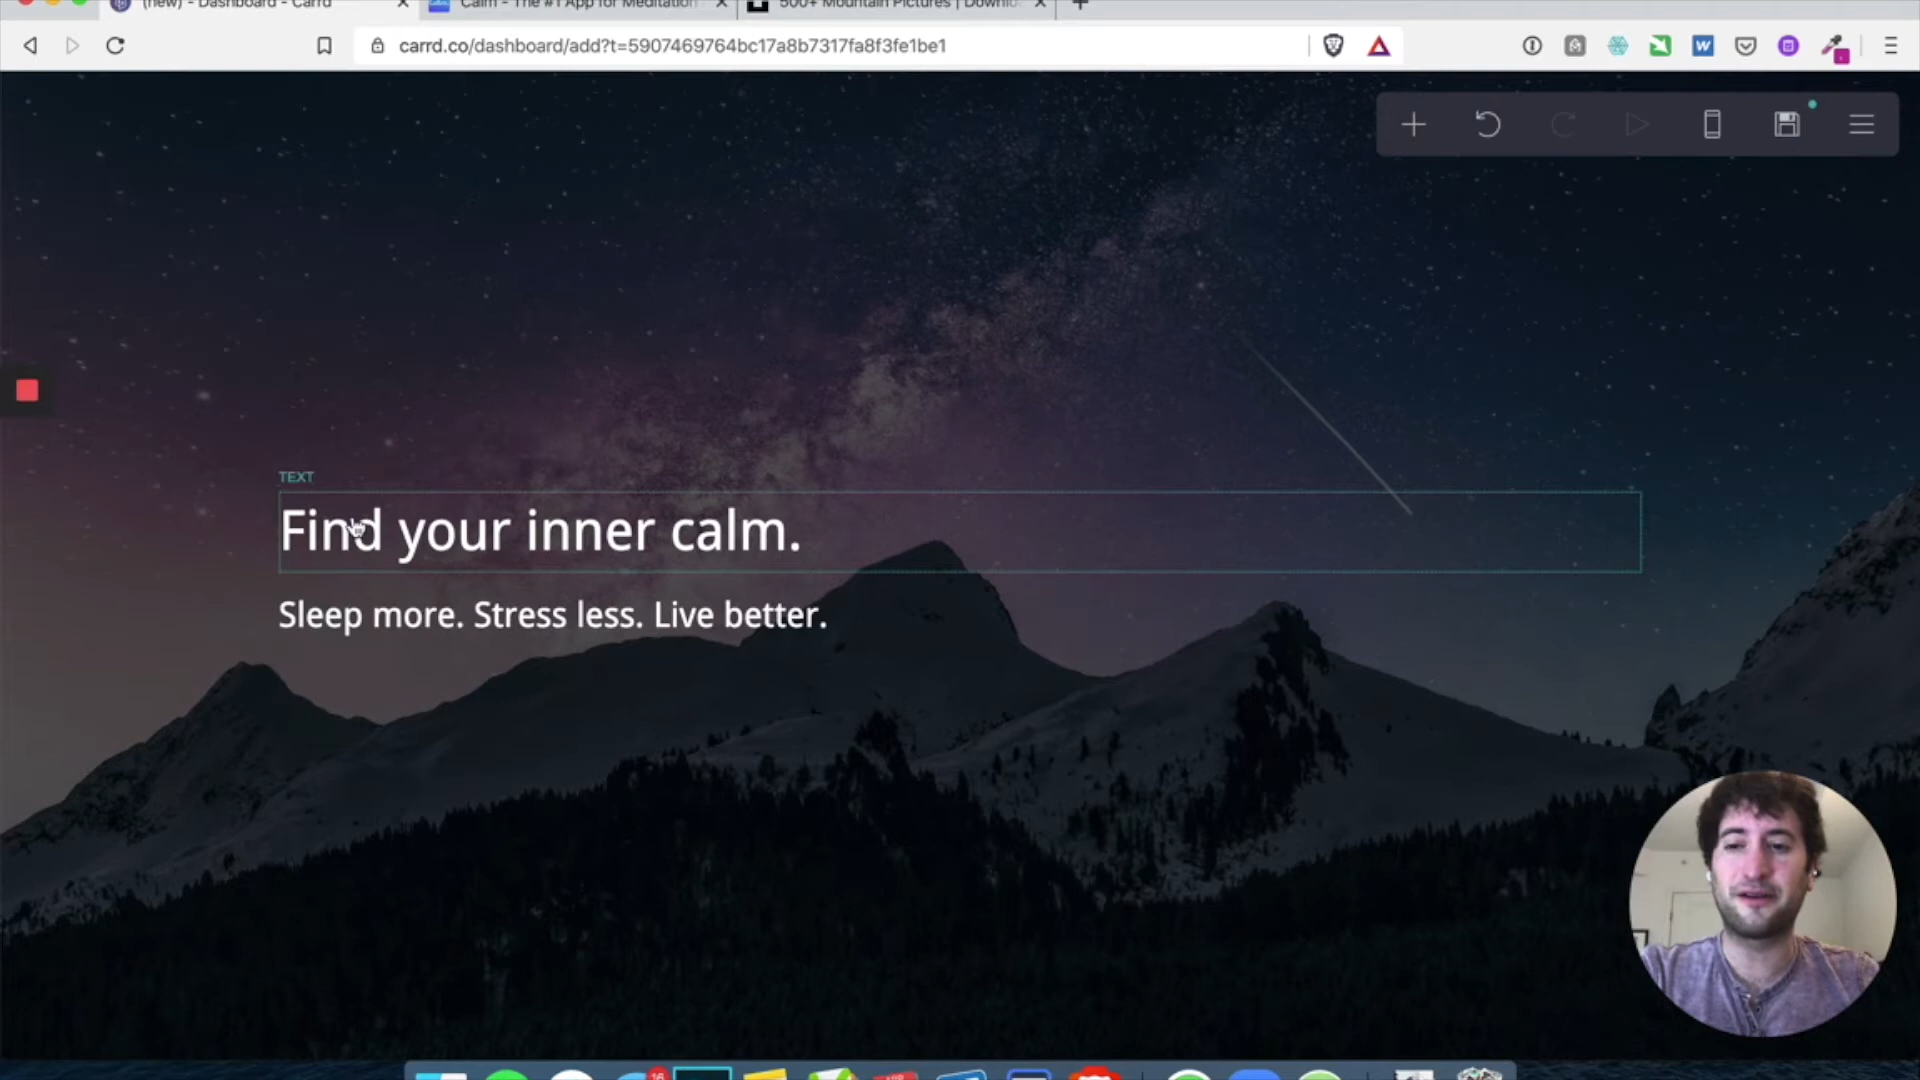 (new) - Dashboard - Carrd
Calm - The #1 App for Meditation
500+ Mountain Pictures | Downlo
carrd.co/dashboard/add?t=5907469764bc17a8b7317fa8f3fe1be1
W
TEXT
Find your inner calm.
Sleep more. Stress less. Live better.
16